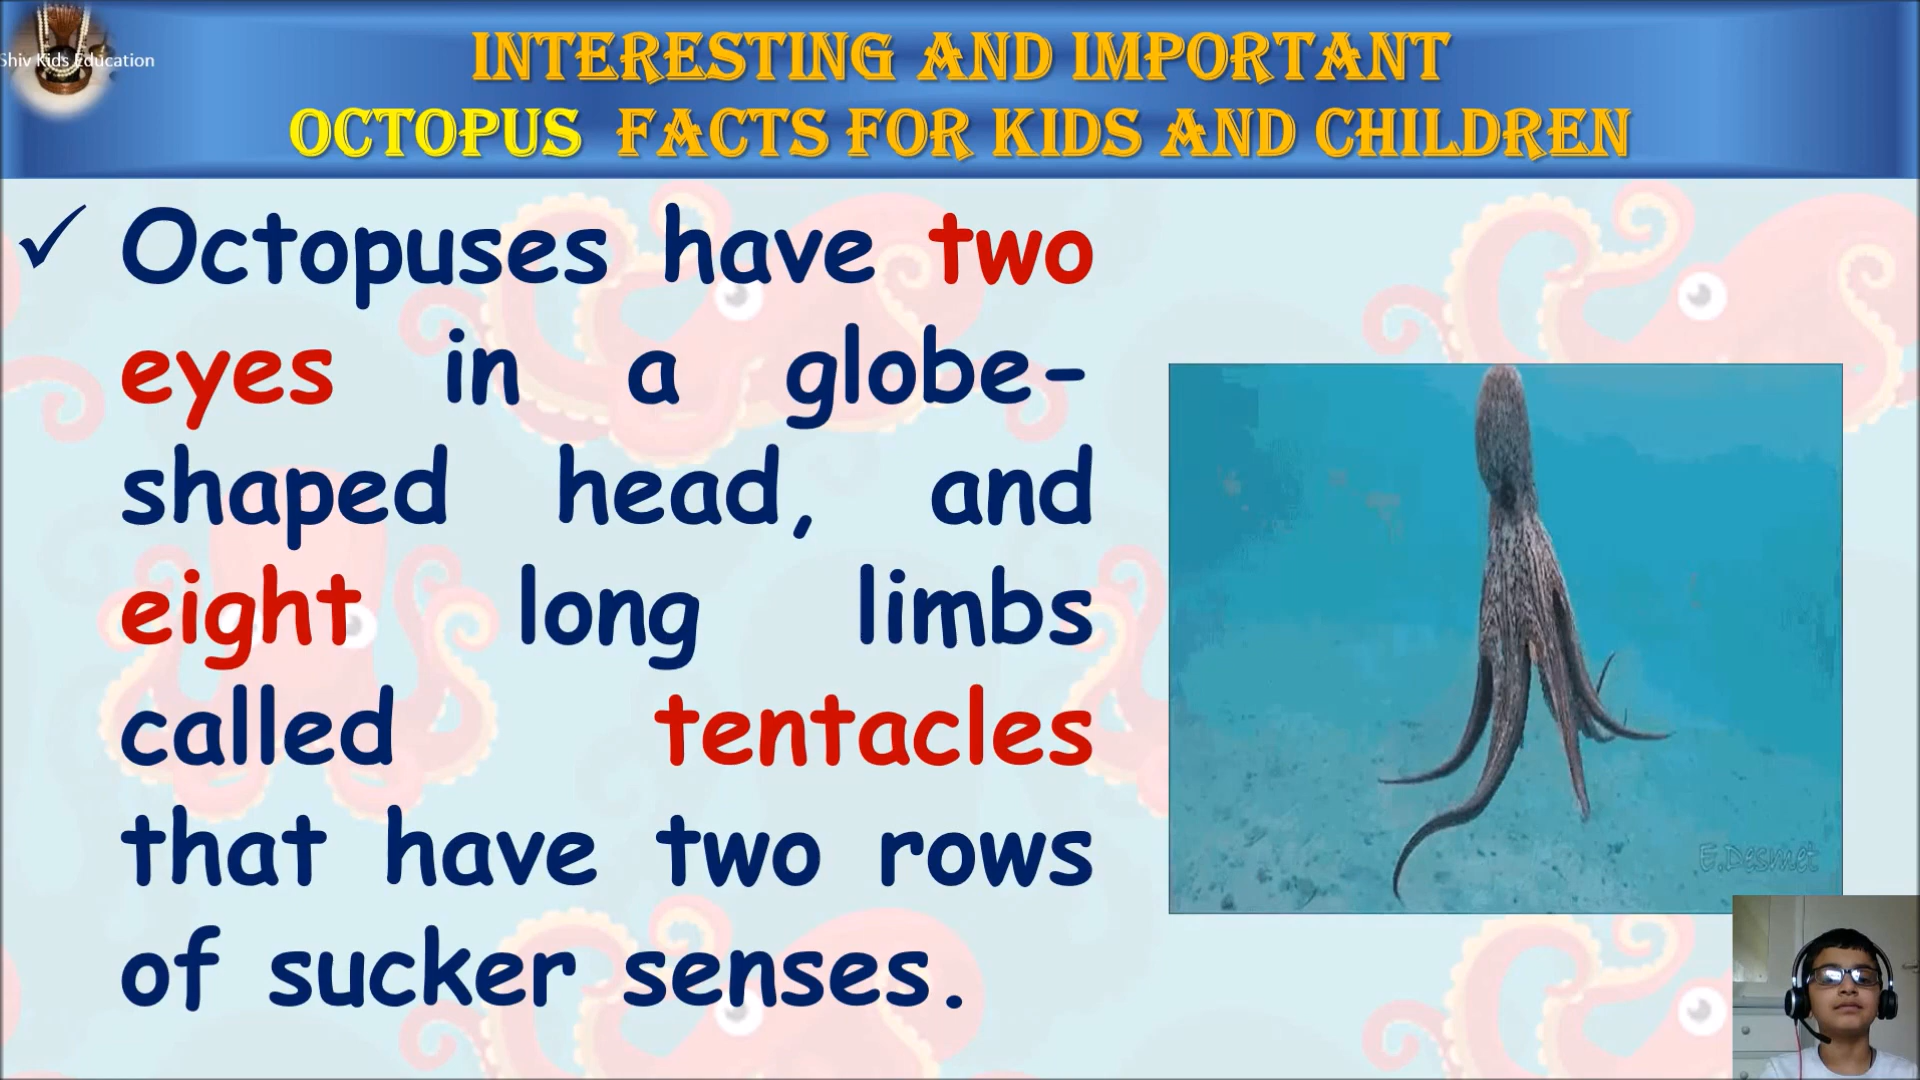 Shiv Kids Education
INTERESTING AND IMPORTANT
OCTOPUS FACTS FOR KIDS AND CHILDREN
✓ Octopuses have two
eyes in a globe-
shaped head, and
eight long limbs
called tentacles
that have two rows
of sucker senses.
E.Desmet